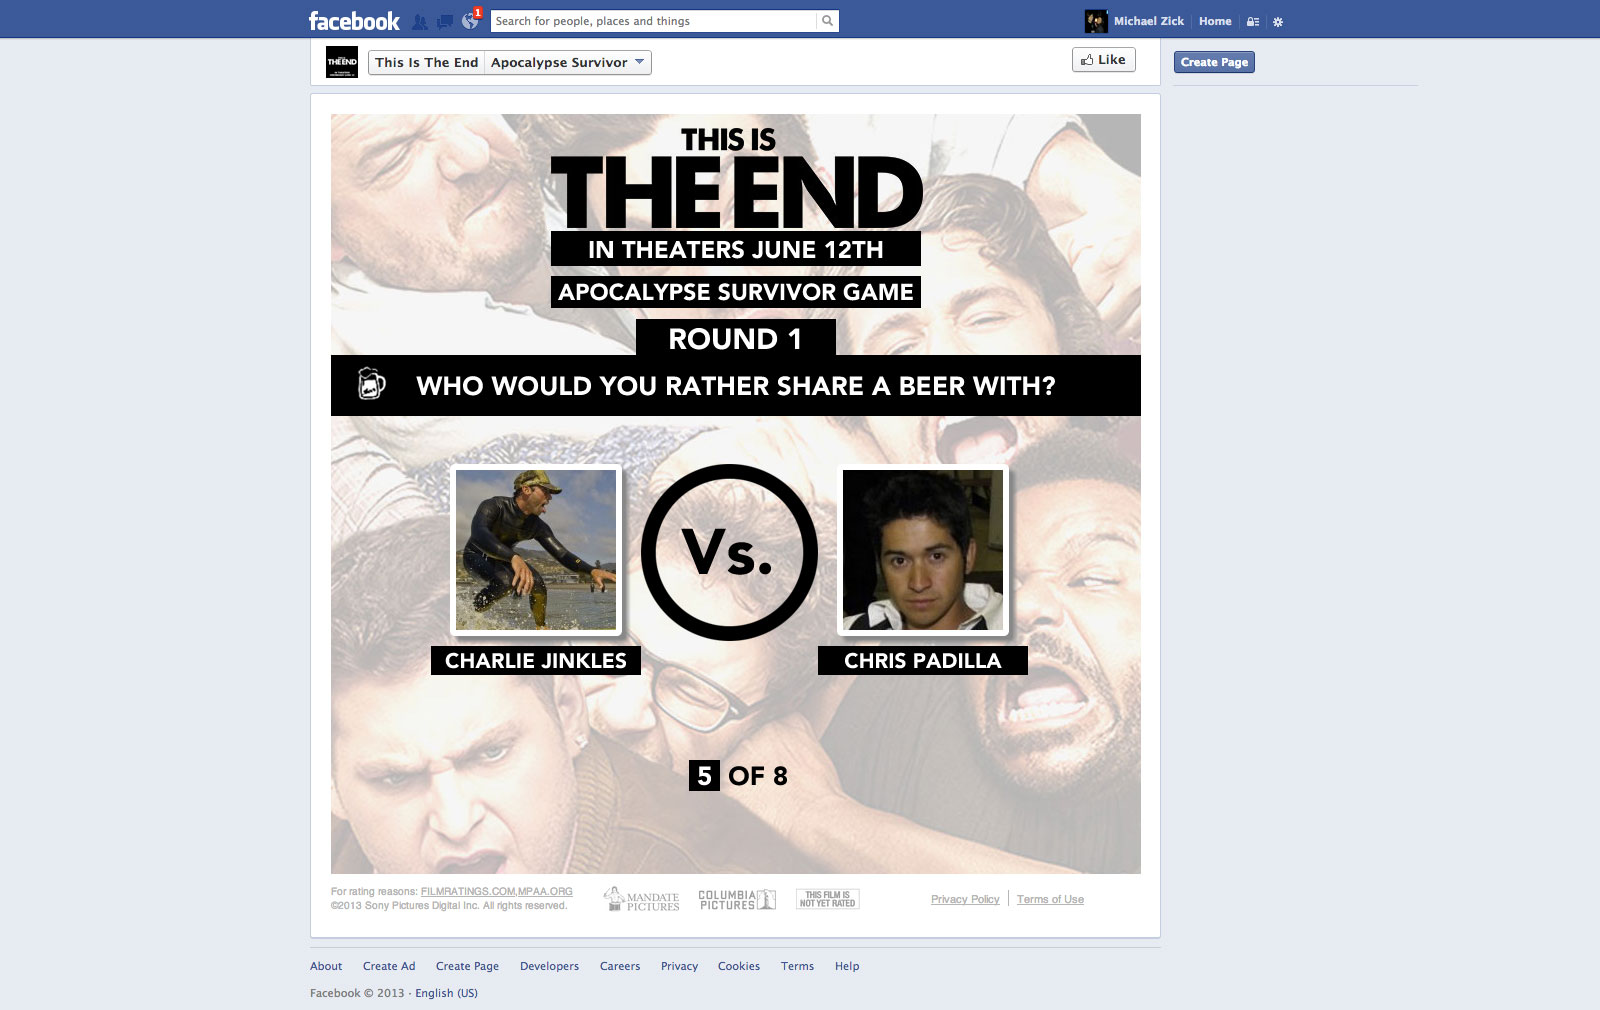 facebook
1
Search for people, places and things
Michael Zick
Home
THE END
This Is The End
Apocalypse Survivor
Like
Create Page
THIS IS
THE END
IN THEATERS JUNE 12TH
APOCALYPSE SURVIVOR GAME
ROUND 1
WHO WOULD YOU RATHER SHARE A BEER WITH?
Vs.
CHARLIE JINKLES
CHRIS PADILLA
5 OF 8
For rating reasons: FILMRATINGS.COM,MPAA.ORG
©2013 Sony Pictures Digital Inc. All rights reserved.
MANDATE
PICTURES
COLUMBIA
PICTURES
THIS FILM IS
NOT YET RATED
Privacy Policy
Terms of Use
About
Create Ad
Create Page
Developers
Careers
Privacy
Cookies
Terms
Help
Facebook © 2013 · English (US)